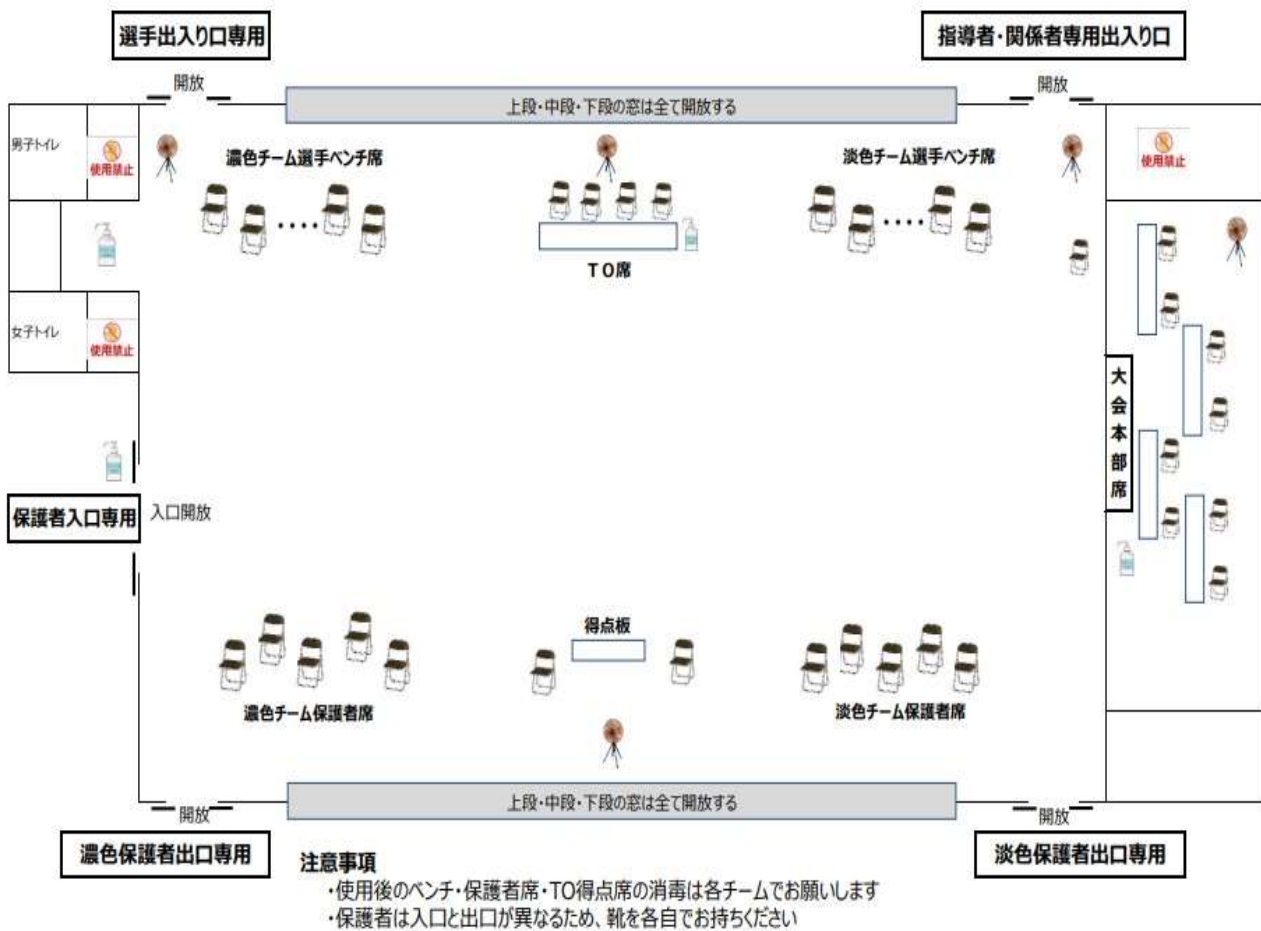 選手出入り口専用
指導者・関係者専用出入り口
開放
開放
上段・中段・下段の窓は全て開放する
男子トイレ
使用禁止
濃色チーム選手ベンチ席
淡色チーム選手ベンチ席
使用禁止
・・・・
・・・・
TO席
女子トイレ
使用禁止
大会本部席
保護者入口専用
入口開放
得点板
濃色チーム保護者席
淡色チーム保護者席
上段・中段・下段の窓は全て開放する
開放
開放
濃色保護者出口専用
淡色保護者出口専用
注意事項
・使用後のベンチ・保護者席・TO得点席の消毒は各チームでお願いします
・保護者は入口と出口が異なるため、靴を各自でお持ちください